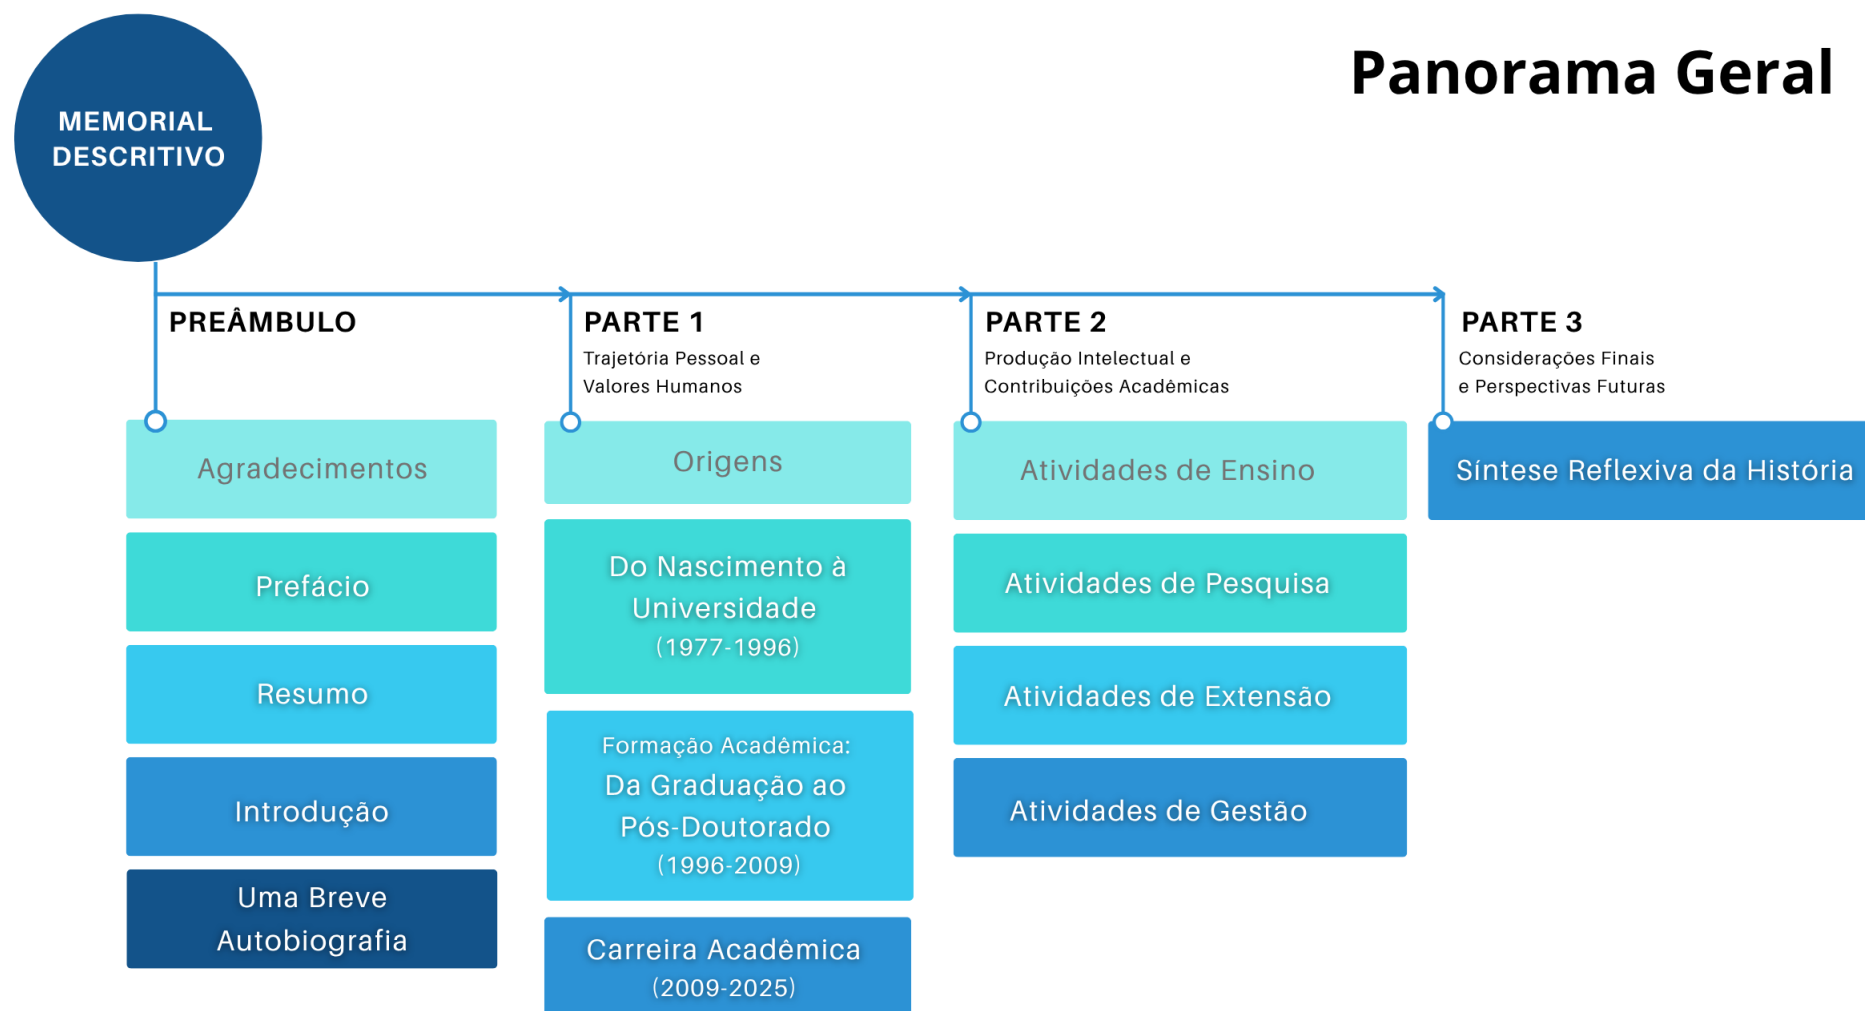 MEMORIAL
DESCRITIVO
Panorama Geral
PREÂMBULO
Agradecimentos
Prefácio
Resumo
Introdução
Uma Breve
Autobiografia
PARTE 1
Trajetória Pessoal e
Valores Humanos
Origens
Do Nascimento à
Universidade
(1977-1996)
Formação Acadêmica:
Da Graduação ao
Pós-Doutorado
(1996-2009)
Carreira Acadêmica
(2009-2025)
PARTE 2
Produção Intelectual e
Contribuições Acadêmicas
Atividades de Ensino
Atividades de Pesquisa
Atividades de Extensão
Atividades de Gestão
PARTE 3
Considerações Finais
e Perspectivas Futuras
Síntese Reflexiva da História